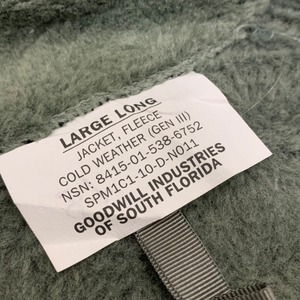 LARGE LONG
JACKET, FLEECE
COLD WEATHER (GEN III)
NSN: 8415-01-538-6752
SPM1C1-10-D-N011
GOODWILL INDUSTRIES
OF SOUTH FLORIDA